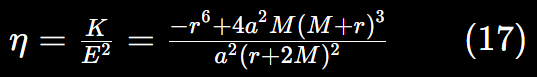 η = K/E² = (−r⁶+4a²M(M+r)³)/(a²(r+2M)²) (17)